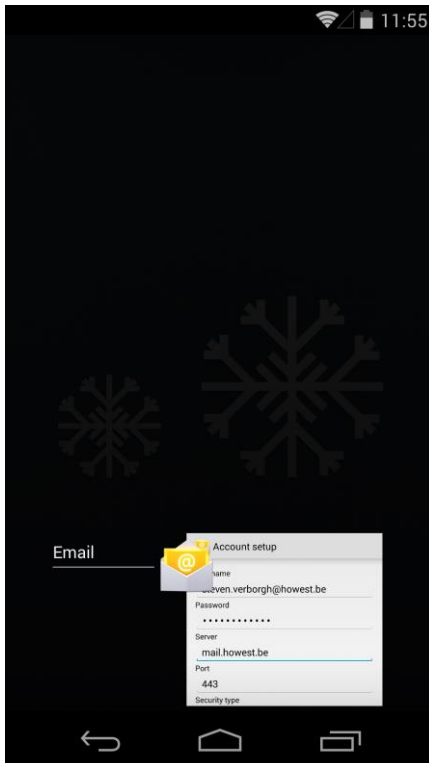 11:55
Email
Account setup
name
steven.verborgh@howest.be
Password
••••••••••••
Server
mail.howest.be
Port
443
Security type